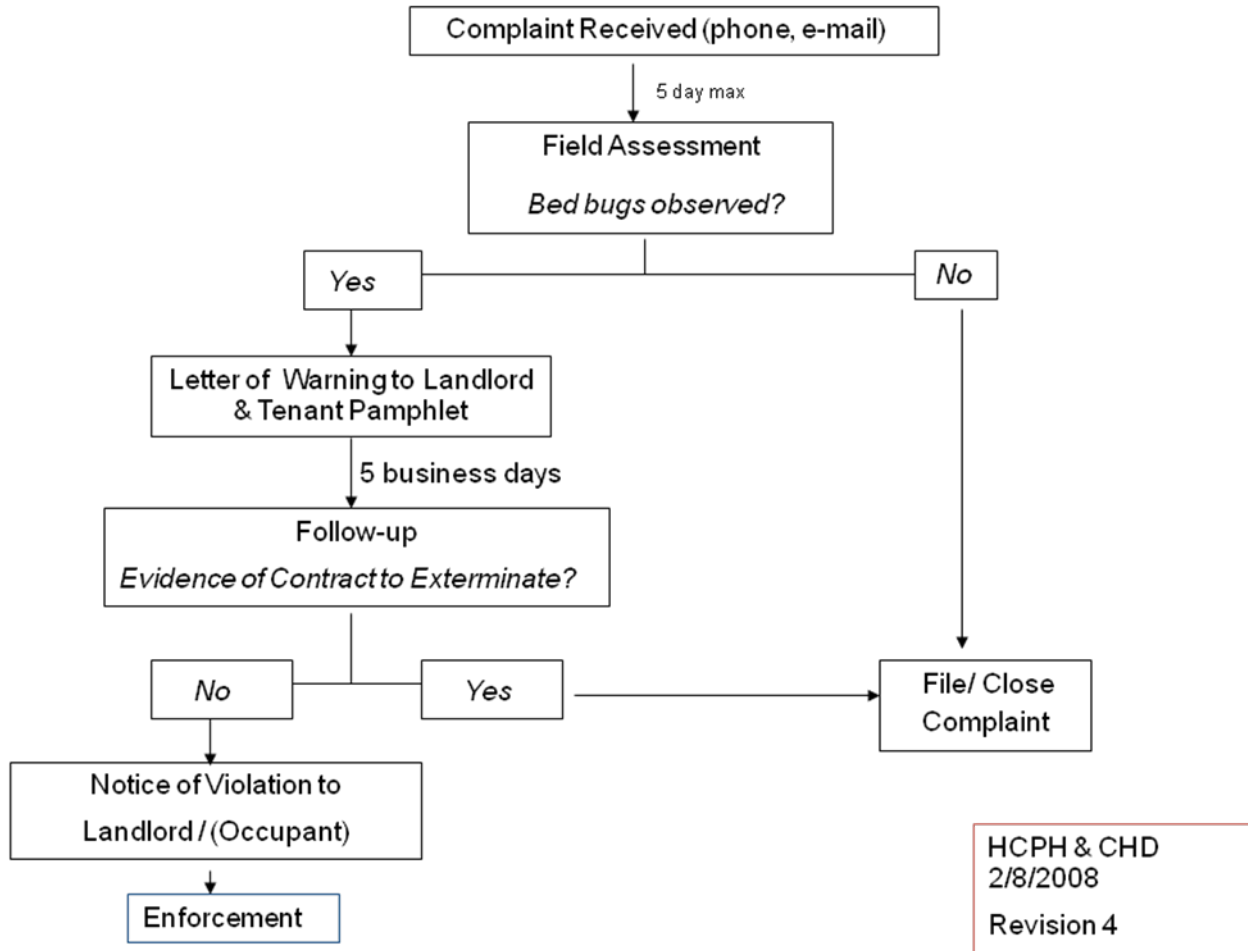 Complaint Received (phone, e-mail)
5 day max
Field Assessment
Bed bugs observed?
Yes
No
Letter of Warning to Landlord
& Tenant Pamphlet
5 business days
Follow-up
Evidence of Contract to Exterminate?
No
Yes
File/ Close
Complaint
Notice of Violation to
Landlord / (Occupant)
Enforcement
HCPH & CHD
2/8/2008
Revision 4